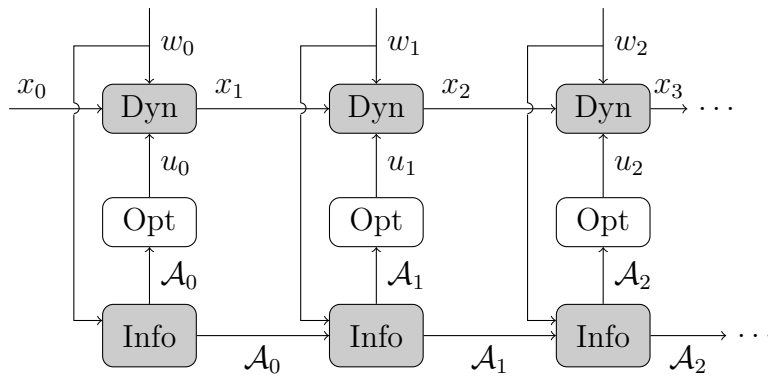 w₀ w₁ w₂
x₀ Dyn x₁ Dyn x₂ Dyn x₃ ⋯
u₀ u₁ u₂
Opt Opt Opt
𝒜₀ 𝒜₁ 𝒜₂
Info Info Info ⋯
𝒜₀ 𝒜₁ 𝒜₂